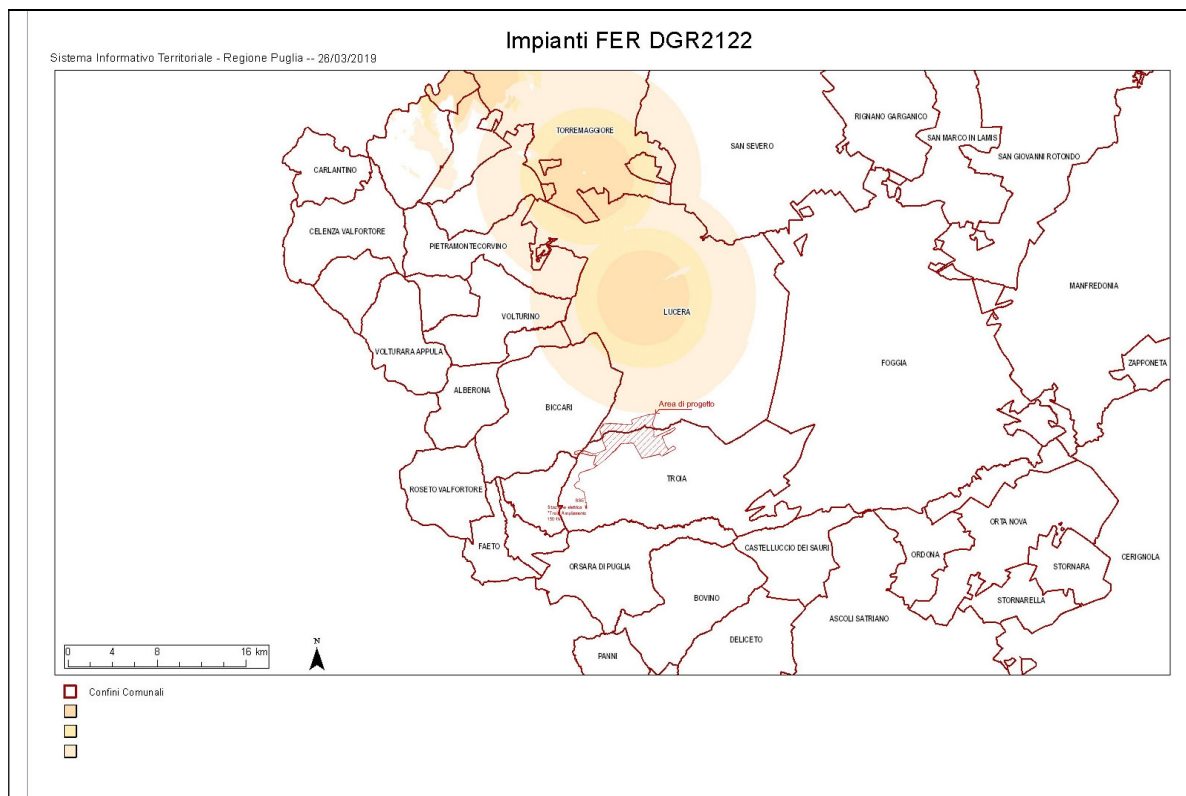 Impianti FER DGR2122
Sistema Informativo Territoriale - Regione Puglia -- 26/03/2019
TORREMAGGIORE
RIGNANO GARGANICO
SAN SEVERO
SAN MARCO IN LAMIS
SAN GIOVANNI ROTONDO
CARLANTINO
CELENZA VALFORTORE
PIETRAMONTECORVINO
MANFREDONIA
LUCERA
VOLTURINO
VOLTURARA APPULA
FOGGIA
ZAPPONETA
ALBERONA
BICCARI
Area di progetto
TROIA
ROSETO VALFORTORE
SSE
Stazione elettrica
ORTA NOVA
FAETO
CASTELLUCCIO DEI SAURI
ORDONA
CERIGNOLA
ORSARA DI PUGLIA
STORNARA
BOVINO
STORNARELLA
ASCOLI SATRIANO
DELICETO
PANNI
N
0 4 8 16 km
Confini Comunali